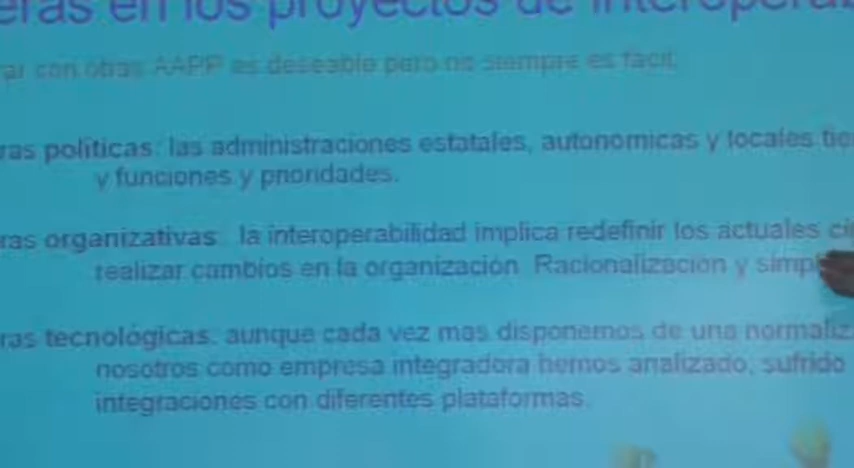 eras en los proyectos de interopera
ar con otras AAPP es deseable pero no siempre es fácil
ras políticas: las administraciones estatales, autonómicas y locales tie
y funciones y prioridades.
ras organizativas: la interoperabilidad implica redefinir los actuales ci
realizar cambios en la organización. Racionalización y simpl
ras tecnológicas: aunque cada vez mas disponemos de una normaliz
nosotros como empresa integradora hemos analizado, sufrido
integraciones con diferentes plataformas.